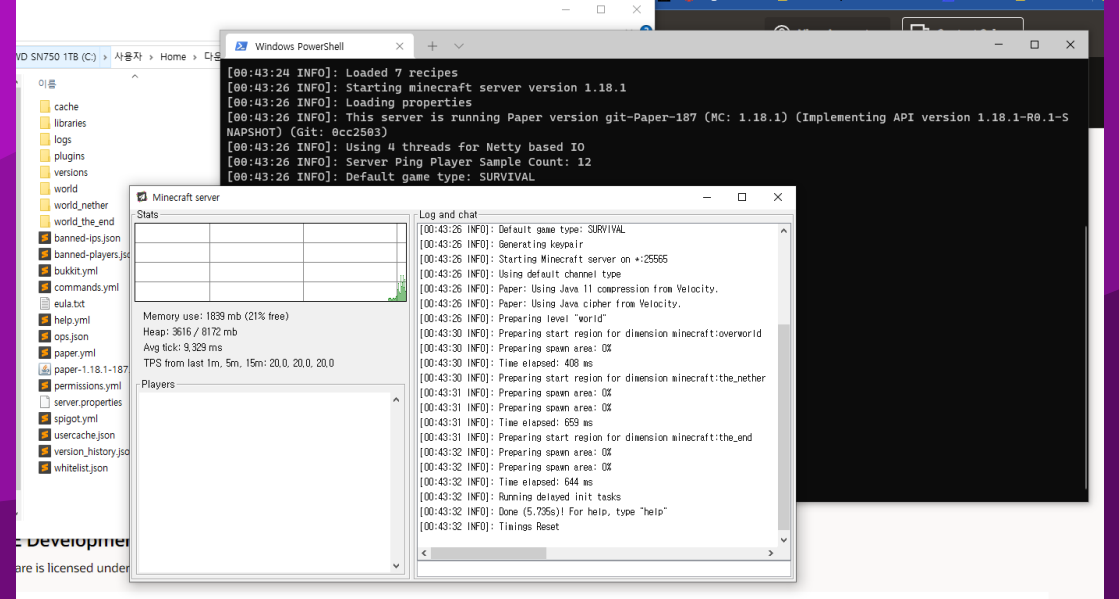 WD SN750 1TB (C:) › 사용자 › Home › 다운
이름
cache
libraries
logs
plugins
versions
world
world_nether
world_the_end
banned-ips.json
banned-players.jso
bukkit.yml
commands.yml
eula.txt
help.yml
ops.json
paper.yml
paper-1.18.1-187.
permissions.yml
server.properties
spigot.yml
usercache.json
version_history.jso
whitelist.json
Windows PowerShell
[00:43:24 INFO]: Loaded 7 recipes
[00:43:26 INFO]: Starting minecraft server version 1.18.1
[00:43:26 INFO]: Loading properties
[00:43:26 INFO]: This server is running Paper version git-Paper-187 (MC: 1.18.1) (Implementing API version 1.18.1-R0.1-S
NAPSHOT) (Git: 0cc2503)
[00:43:26 INFO]: Using 4 threads for Netty based IO
[00:43:26 INFO]: Server Ping Player Sample Count: 12
[00:43:26 INFO]: Default game type: SURVIVAL
Minecraft server
Stats
Memory use: 1839 mb (21% free)
Heap: 3616 / 8172 mb
Avg tick: 9,329 ms
TPS from last 1m, 5m, 15m: 20,0, 20,0, 20,0
Players
Log and chat
[00:43:26 INFO]: Default game type: SURVIVAL
[00:43:26 INFO]: Generating keypair
[00:43:26 INFO]: Starting Minecraft server on *:25565
[00:43:26 INFO]: Using default channel type
[00:43:26 INFO]: Paper: Using Java 11 compression from Velocity.
[00:43:26 INFO]: Paper: Using Java cipher from Velocity.
[00:43:26 INFO]: Preparing level "world"
[00:43:30 INFO]: Preparing start region for dimension minecraft:overworld
[00:43:30 INFO]: Preparing spawn area: 0%
[00:43:30 INFO]: Time elapsed: 408 ms
[00:43:30 INFO]: Preparing start region for dimension minecraft:the_nether
[00:43:31 INFO]: Preparing spawn area: 0%
[00:43:31 INFO]: Preparing spawn area: 0%
[00:43:31 INFO]: Time elapsed: 659 ms
[00:43:31 INFO]: Preparing start region for dimension minecraft:the_end
[00:43:32 INFO]: Preparing spawn area: 0%
[00:43:32 INFO]: Preparing spawn area: 0%
[00:43:32 INFO]: Time elapsed: 644 ms
[00:43:32 INFO]: Running delayed init tasks
[00:43:32 INFO]: Done (5.735s)! For help, type "help"
[00:43:32 INFO]: Timings Reset
E Developmen
are is licensed under